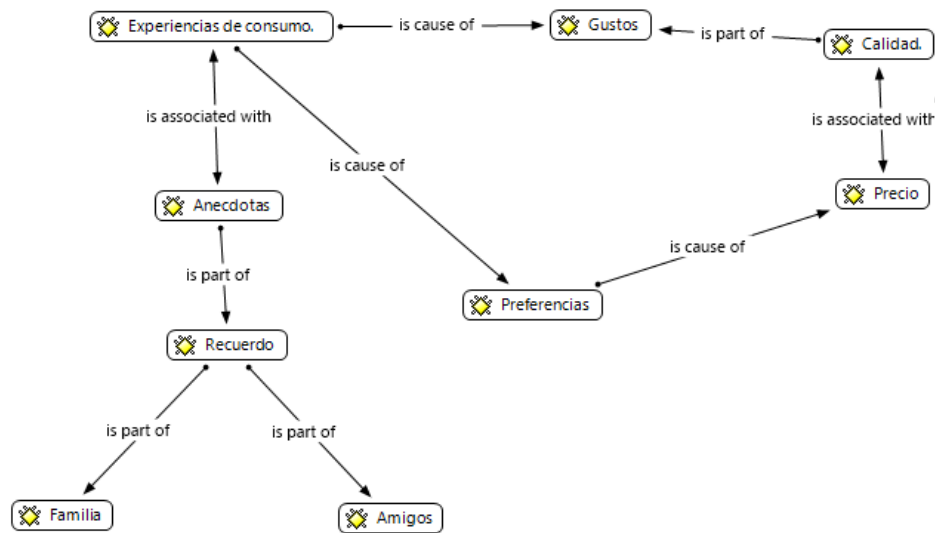 Experiencias de consumo.
is cause of
Gustos
is part of
Calidad.
is associated with
is associated with
is cause of
Precio
Anecdotas
is cause of
is part of
Preferencias
Recuerdo
is part of
is part of
Familia
Amigos